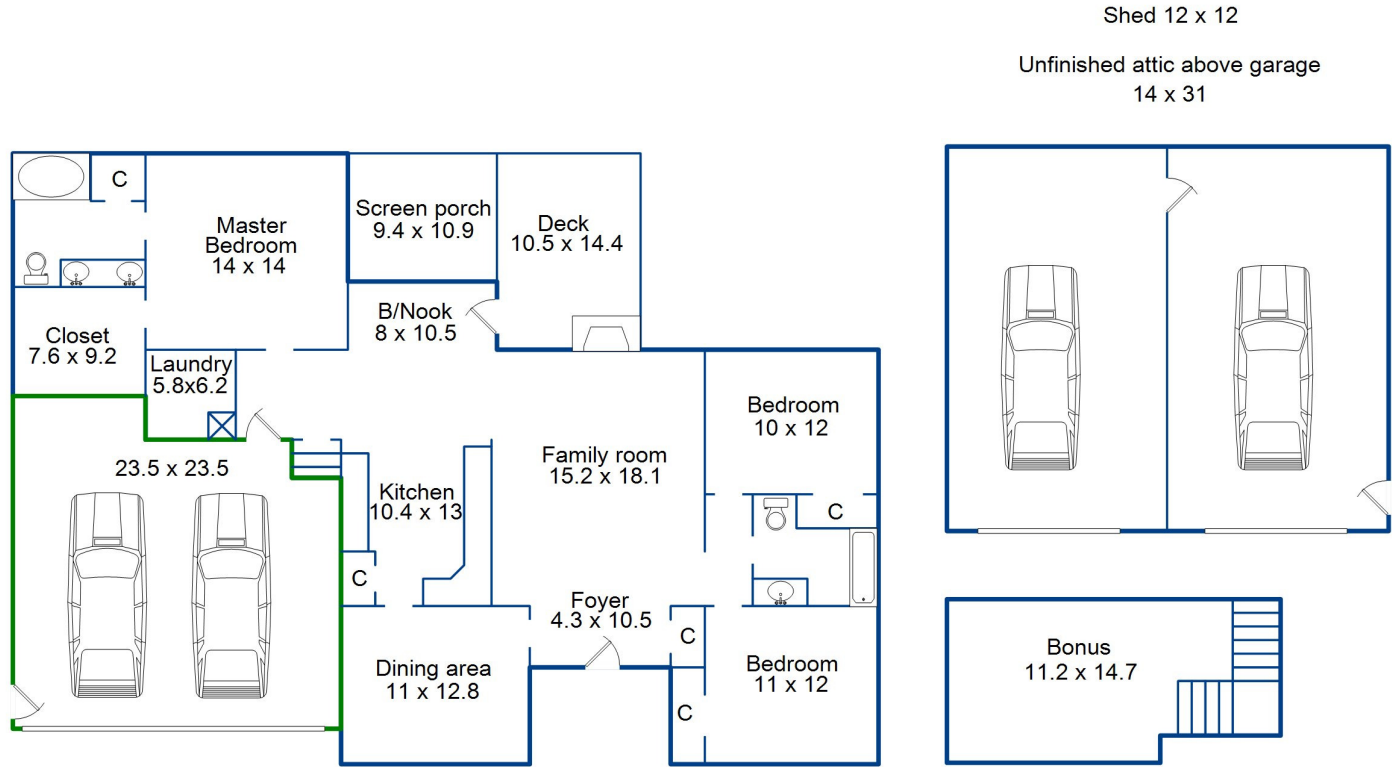 Shed 12 x 12
Unfinished attic above garage
14 x 31
C
Master
Bedroom
14 x 14
Screen porch
9.4 x 10.9
Deck
10.5 x 14.4
B/Nook
8 x 10.5
Closet
7.6 x 9.2
Laundry
5.8x6.2
Bedroom
10 x 12
23.5 x 23.5
Family room
15.2 x 18.1
Kitchen
10.4 x 13
C
C
Foyer
4.3 x 10.5
C
Dining area
11 x 12.8
Bedroom
11 x 12
C
Bonus
11.2 x 14.7